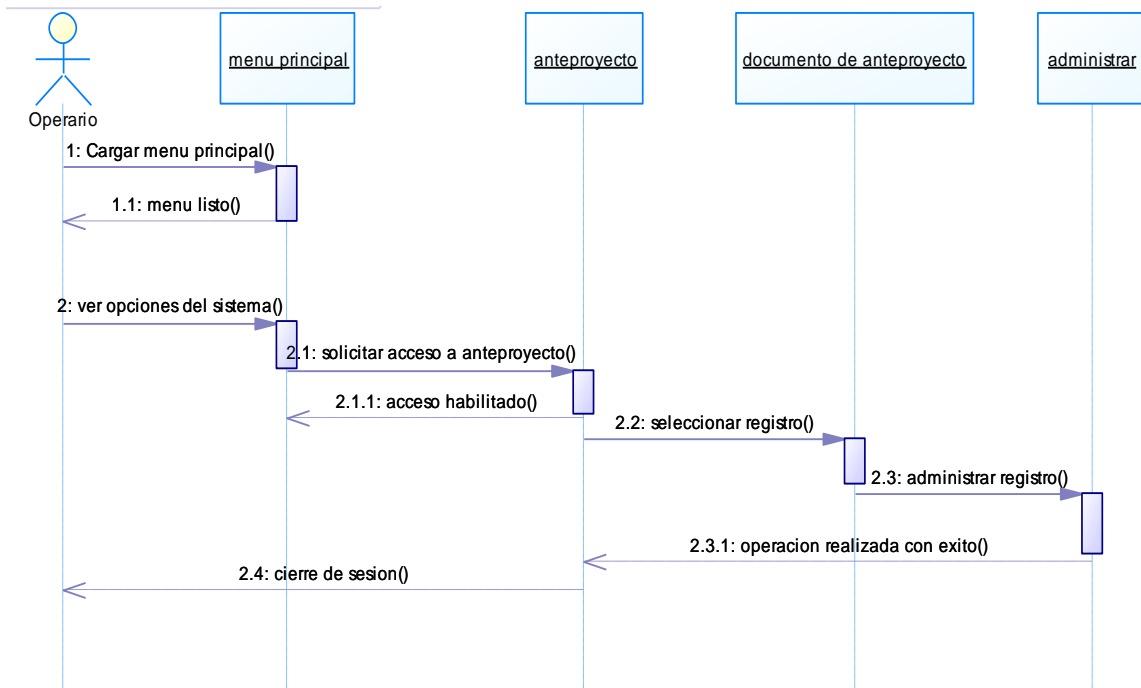 menu principal
anteproyecto
documento de anteproyecto
administrar
Operario
1: Cargar menu principal()
1.1: menu listo()
2: ver opciones del sistema()
2.1: solicitar acceso a anteproyecto()
2.1.1: acceso habilitado()
2.2: seleccionar registro()
2.3: administrar registro()
2.3.1: operacion realizada con exito()
2.4: cierre de sesion()